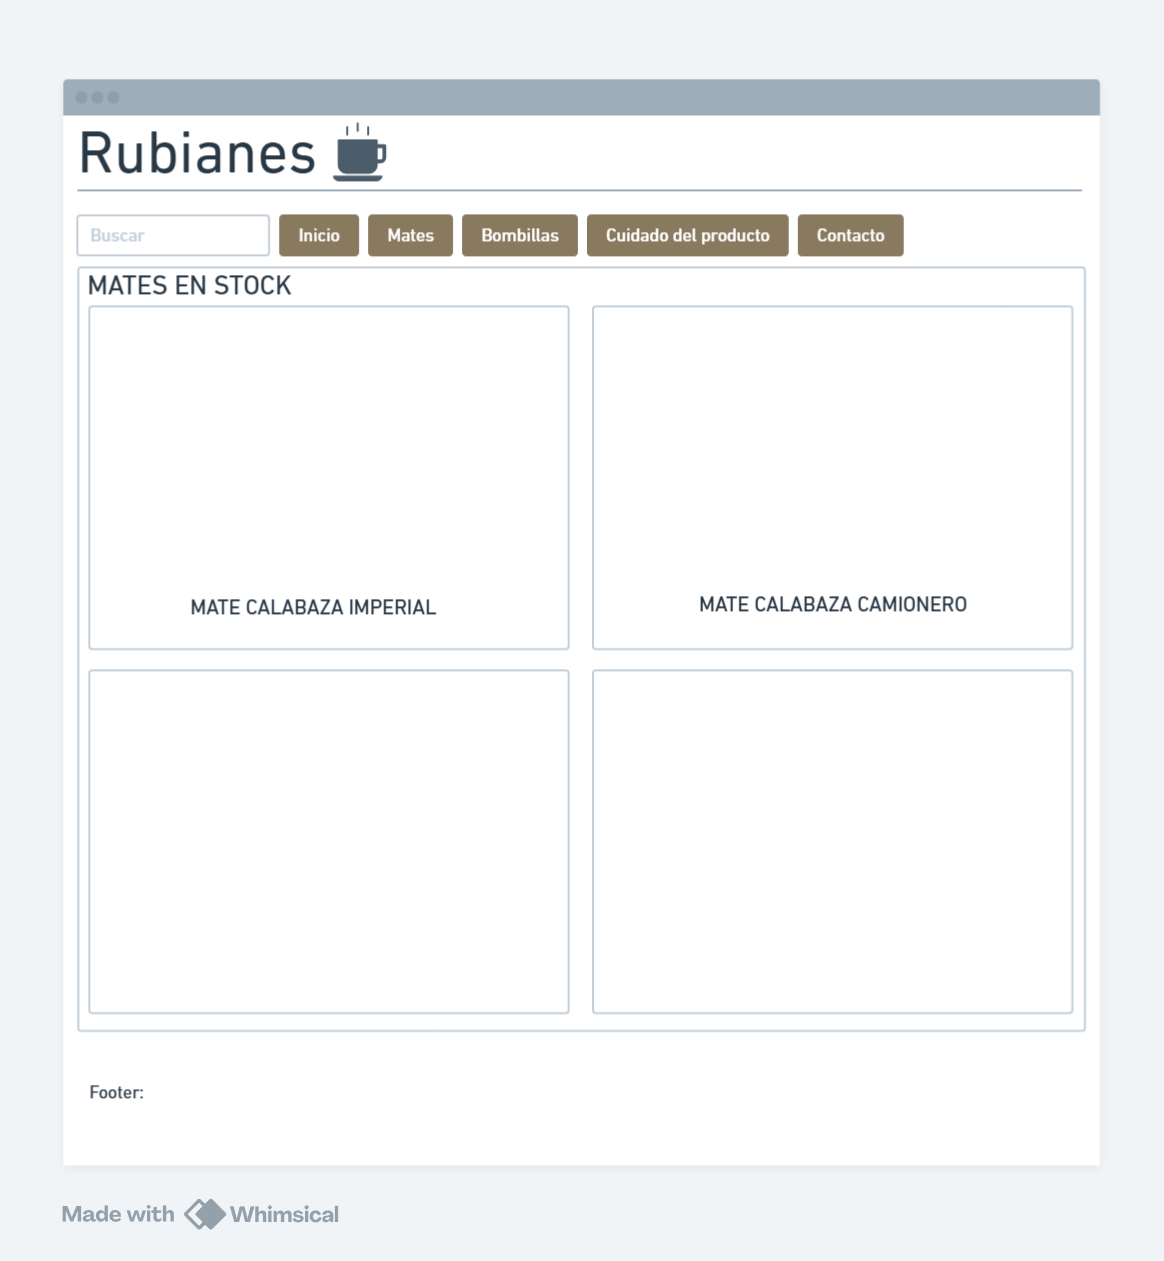 Rubianes
Buscar
Inicio
Mates
Bombillas
Cuidado del producto
Contacto
MATES EN STOCK
MATE CALABAZA IMPERIAL
MATE CALABAZA CAMIONERO
Footer:
Made with Whimsical